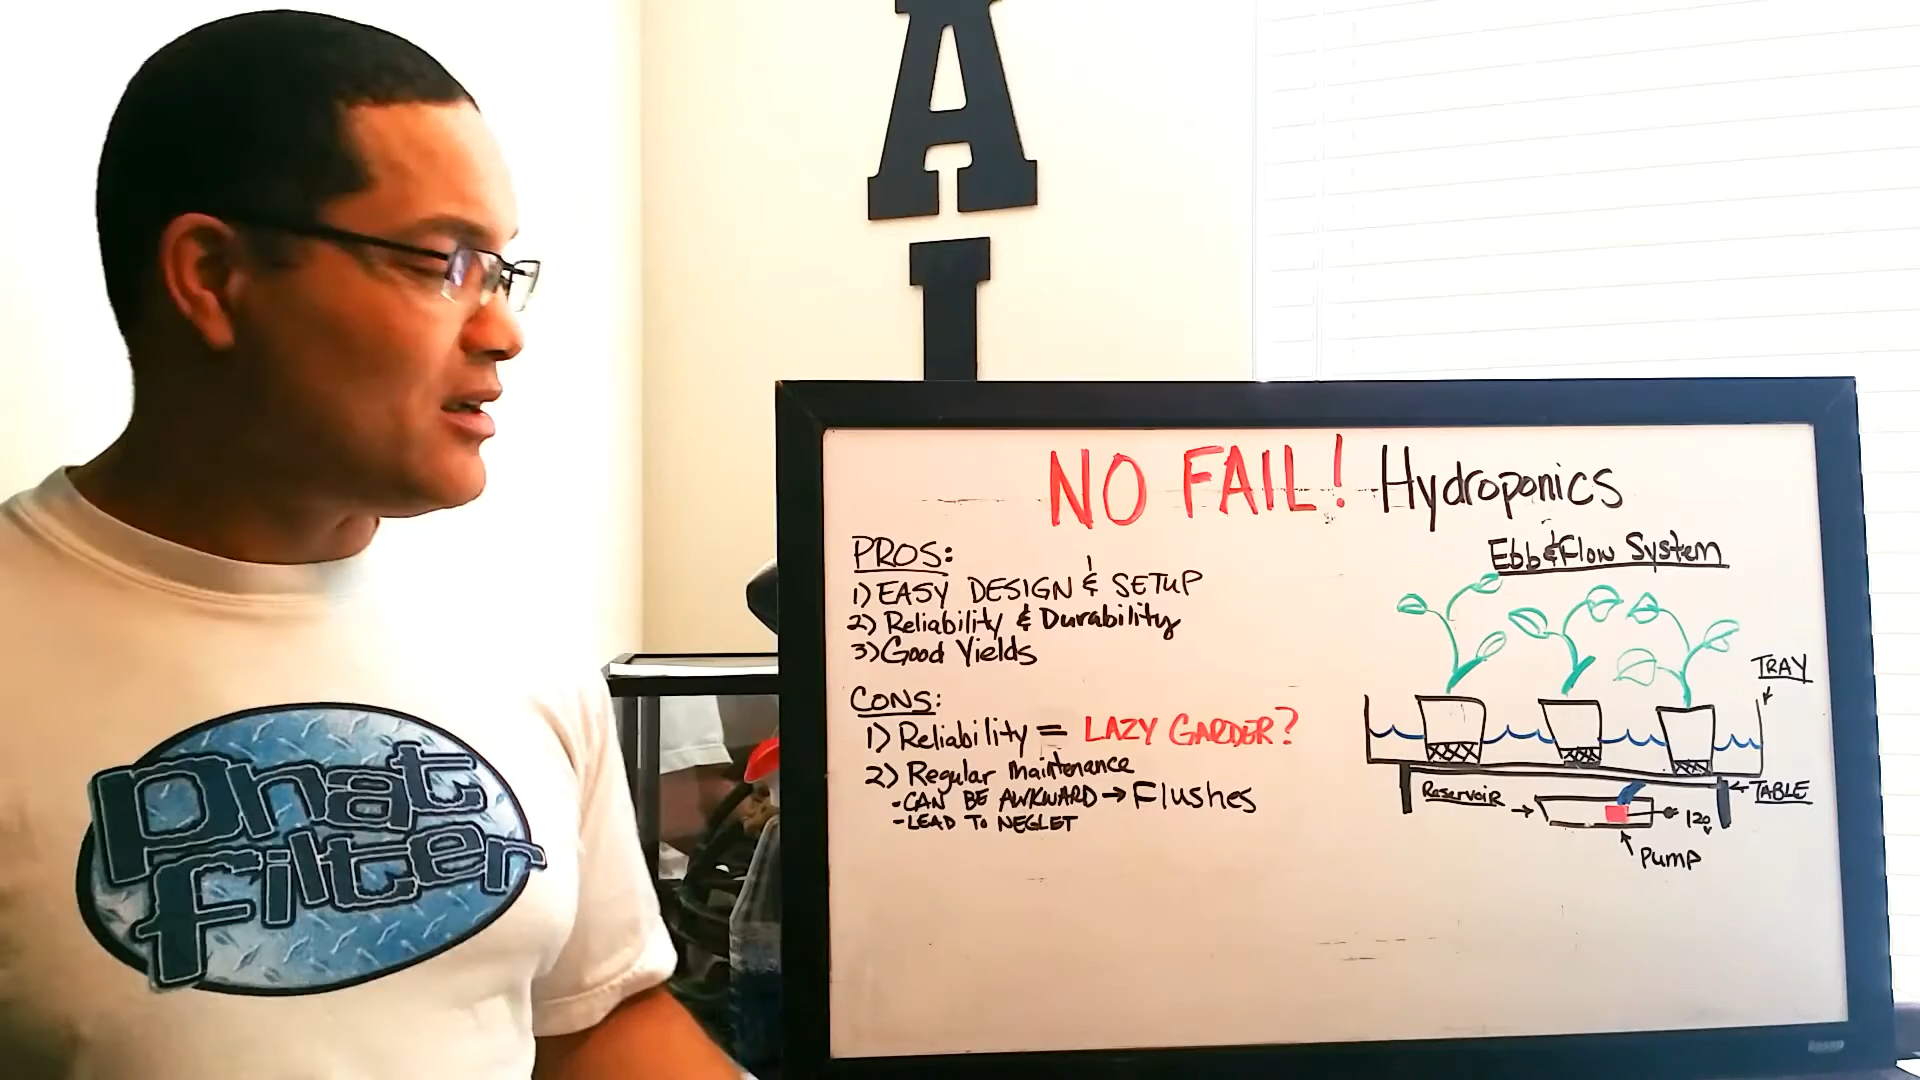 A
I
NO FAIL! Hydroponics
PROS:
1) EASY DESIGN & SETUP
2) Reliability & Durability
3) Good Yields
CONS:
1) Reliability = LAZY GARDER?
2) Regular Maintenance
- CAN BE AWKWARD → Flushes
- LEAD TO NEGLET
Ebb & Flow System
TRAY
TABLE
Reservoir
120v
Pump
Phat
Filter